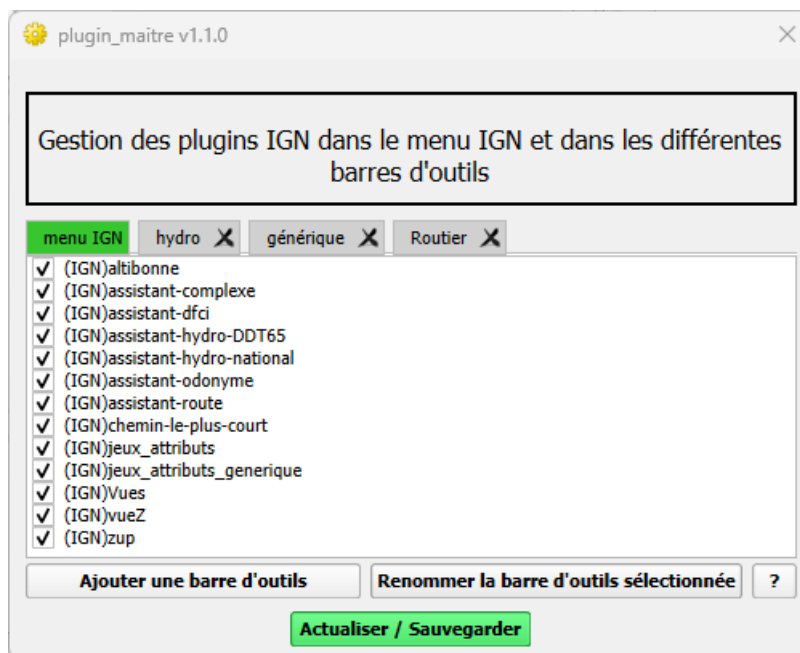 plugin_maitre v1.1.0
Gestion des plugins IGN dans le menu IGN et dans les différentes
barres d'outils
menu IGN hydro générique Routier
(IGN)altibonne
(IGN)assistant-complexe
(IGN)assistant-dfci
(IGN)assistant-hydro-DDT65
(IGN)assistant-hydro-national
(IGN)assistant-odonyme
(IGN)assistant-route
(IGN)chemin-le-plus-court
(IGN)jeux_attributs
(IGN)jeux_attributs_generique
(IGN)Vues
(IGN)vueZ
(IGN)zup
Ajouter une barre d'outils Renommer la barre d'outils sélectionnée ?
Actualiser / Sauvegarder